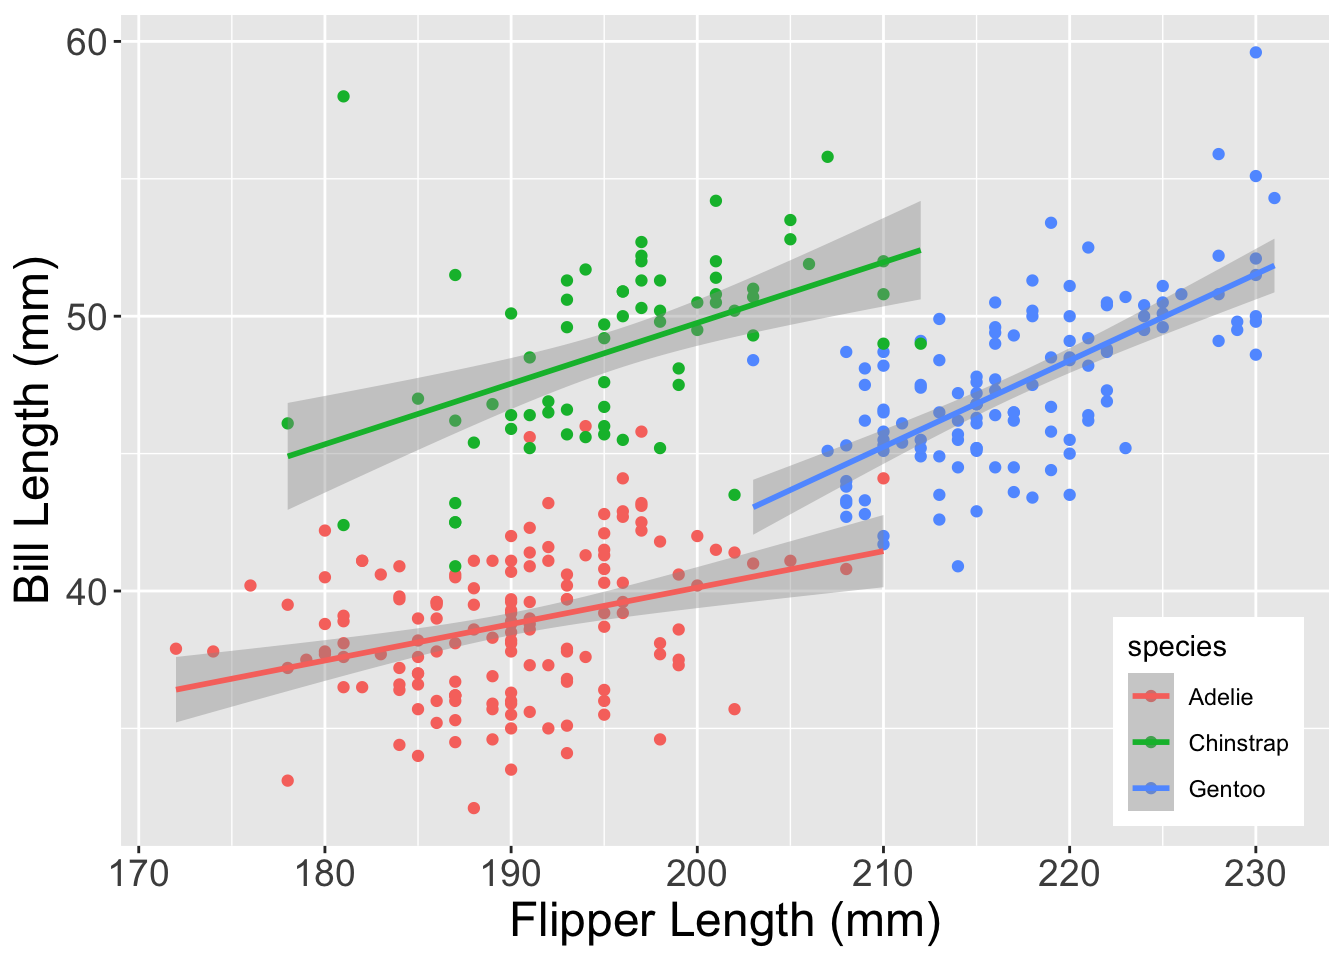 60
50
40
Bill Length (mm)
170 180 190 200 210 220 230
Flipper Length (mm)
species
Adelie
Chinstrap
Gentoo